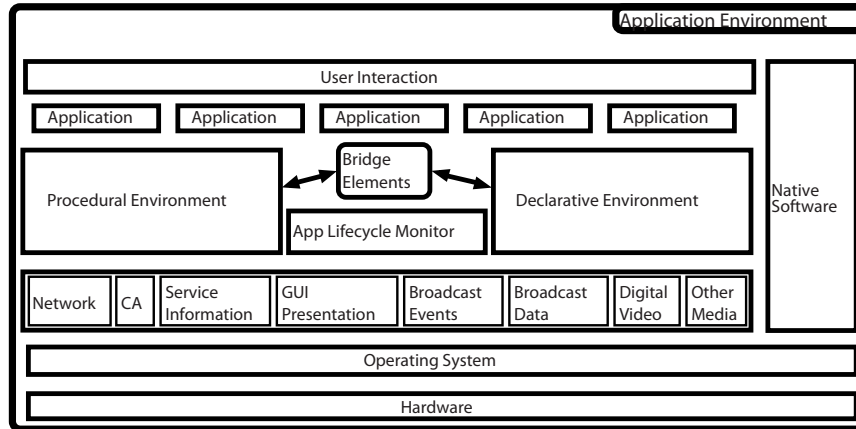 Application Environment
User Interaction
Application
Application
Application
Application
Application
Bridge
Elements
Procedural Environment
Declarative Environment
Native
Software
App Lifecycle Monitor
Network
CA
Service
Information
GUI
Presentation
Broadcast
Events
Broadcast
Data
Digital
Video
Other
Media
Operating System
Hardware